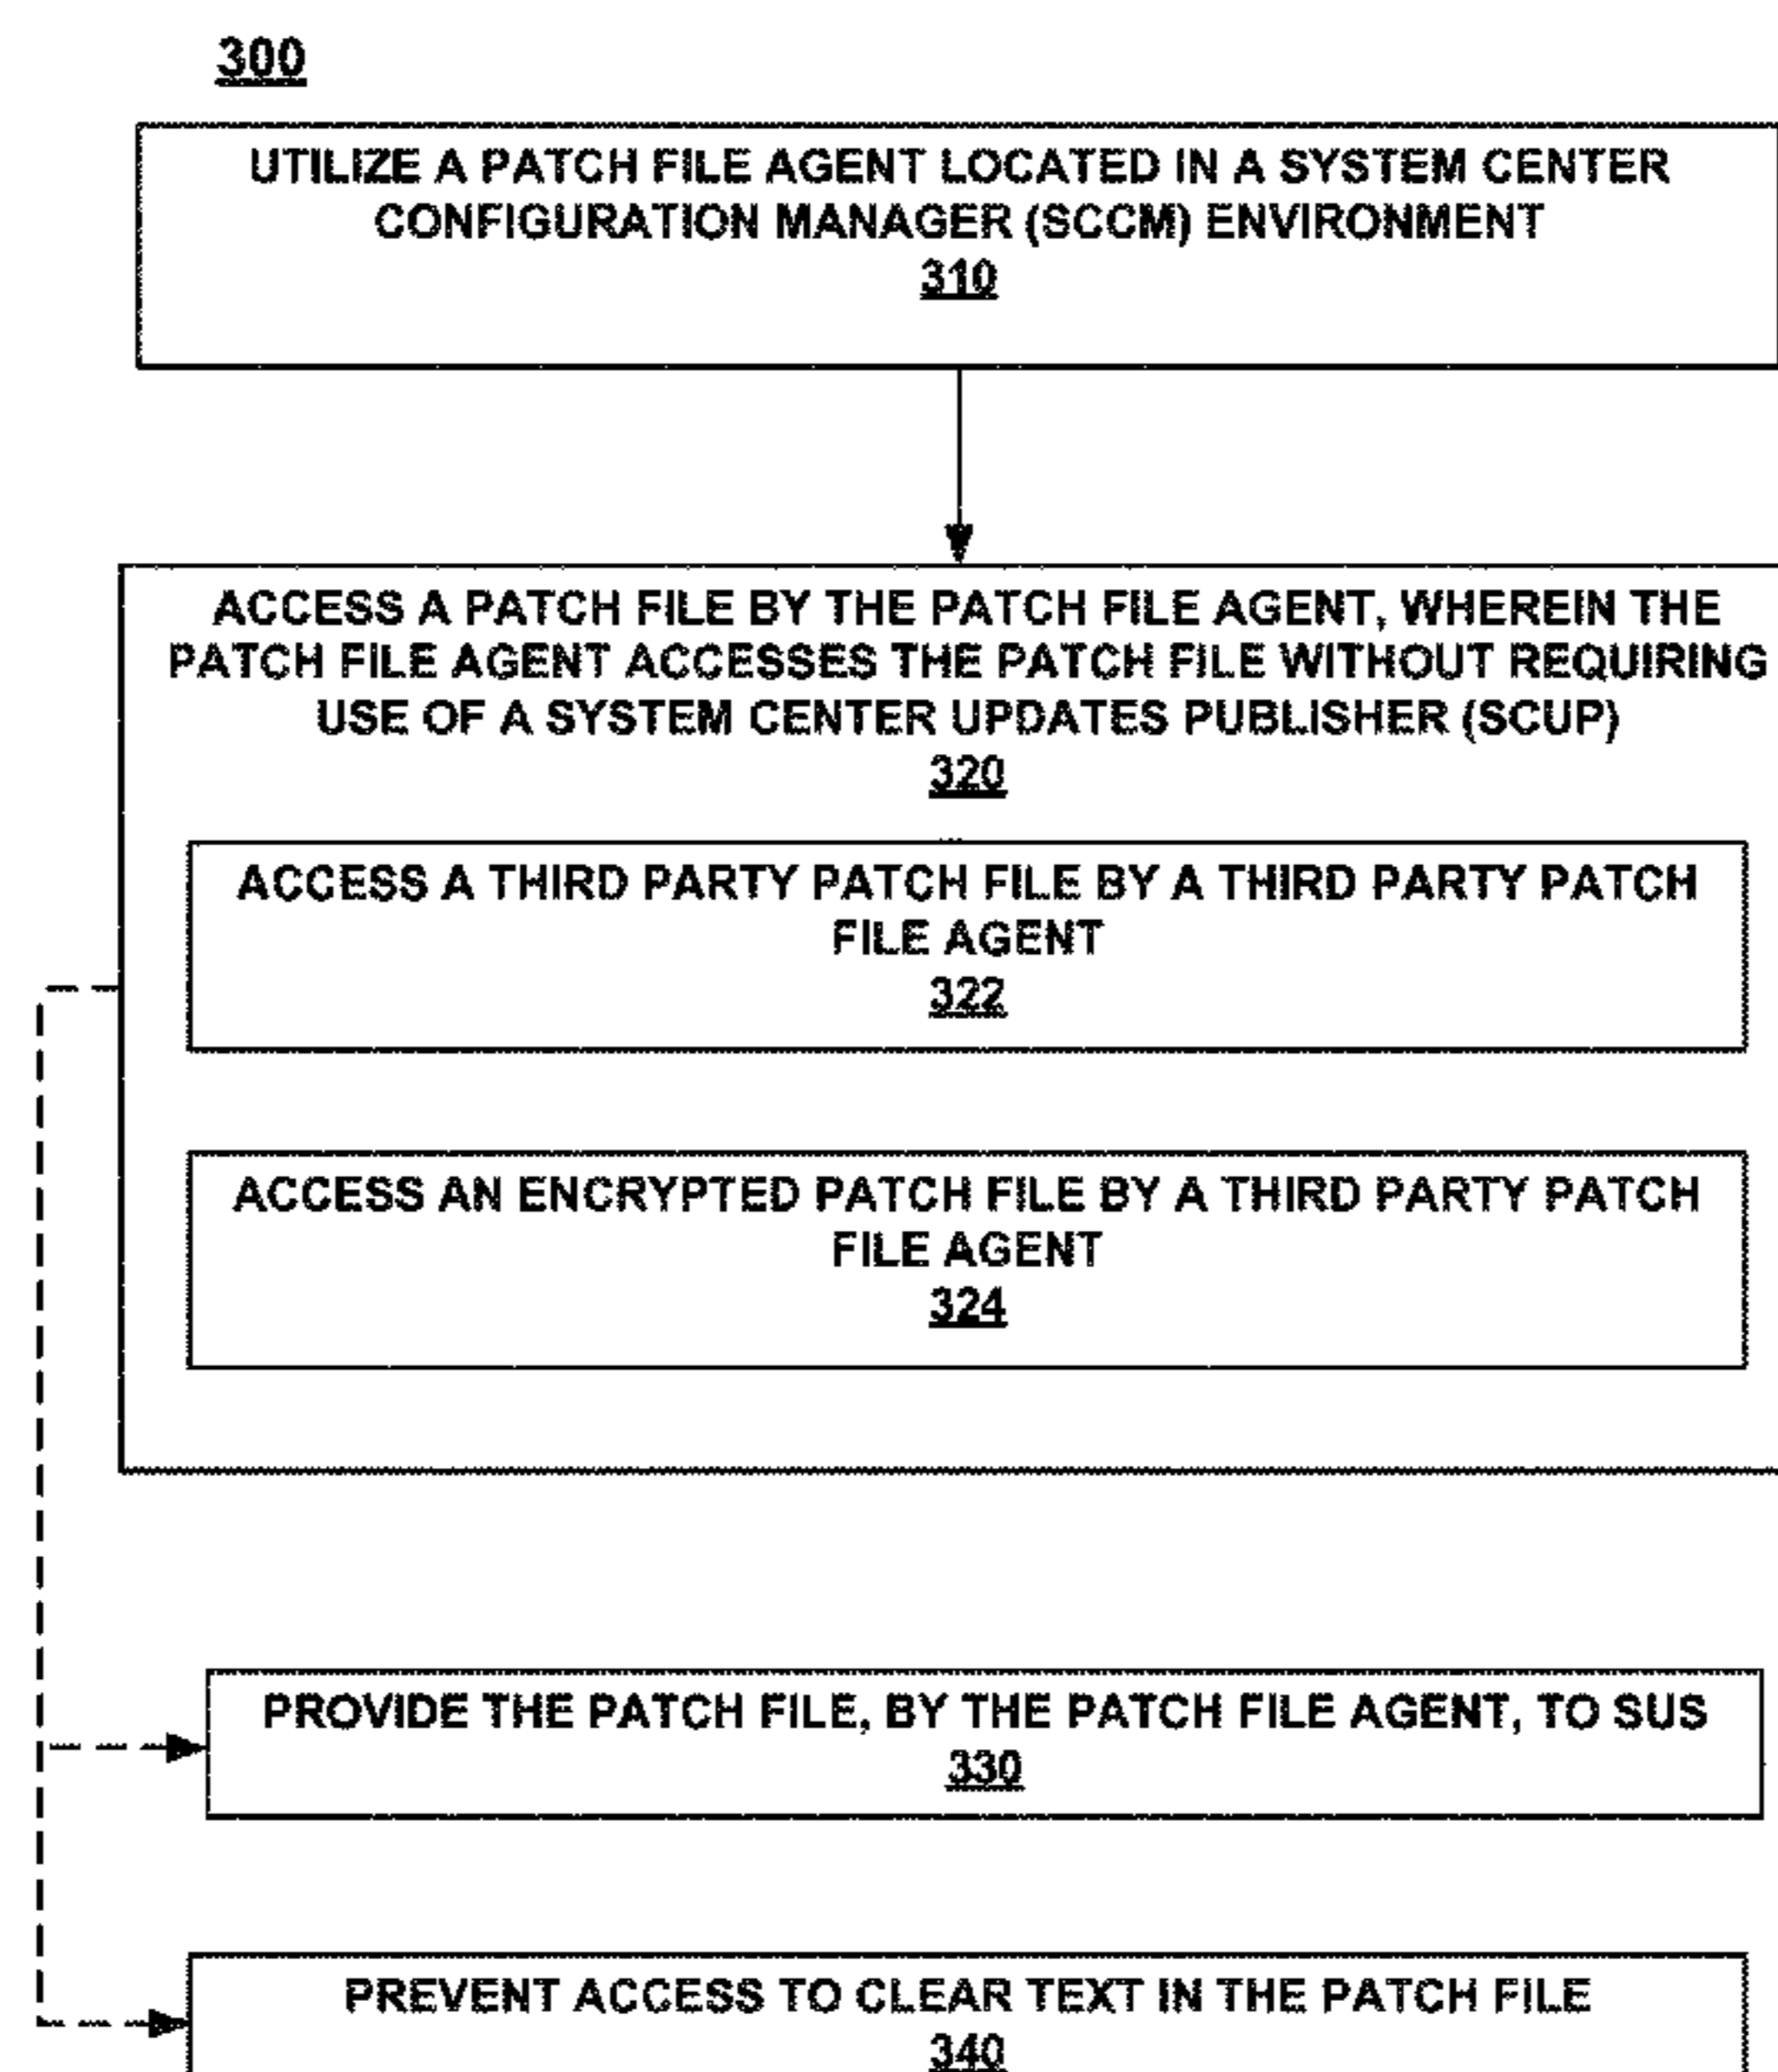 300
UTILIZE A PATCH FILE AGENT LOCATED IN A SYSTEM CENTER
CONFIGURATION MANAGER (SCCM) ENVIRONMENT
310
ACCESS A PATCH FILE BY THE PATCH FILE AGENT, WHEREIN THE
PATCH FILE AGENT ACCESSES THE PATCH FILE WITHOUT REQUIRING
USE OF A SYSTEM CENTER UPDATES PUBLISHER (SCUP)
320
ACCESS A THIRD PARTY PATCH FILE BY A THIRD PARTY PATCH
FILE AGENT
322
ACCESS AN ENCRYPTED PATCH FILE BY A THIRD PARTY PATCH
FILE AGENT
324
PROVIDE THE PATCH FILE, BY THE PATCH FILE AGENT, TO SUS
330
PREVENT ACCESS TO CLEAR TEXT IN THE PATCH FILE
340